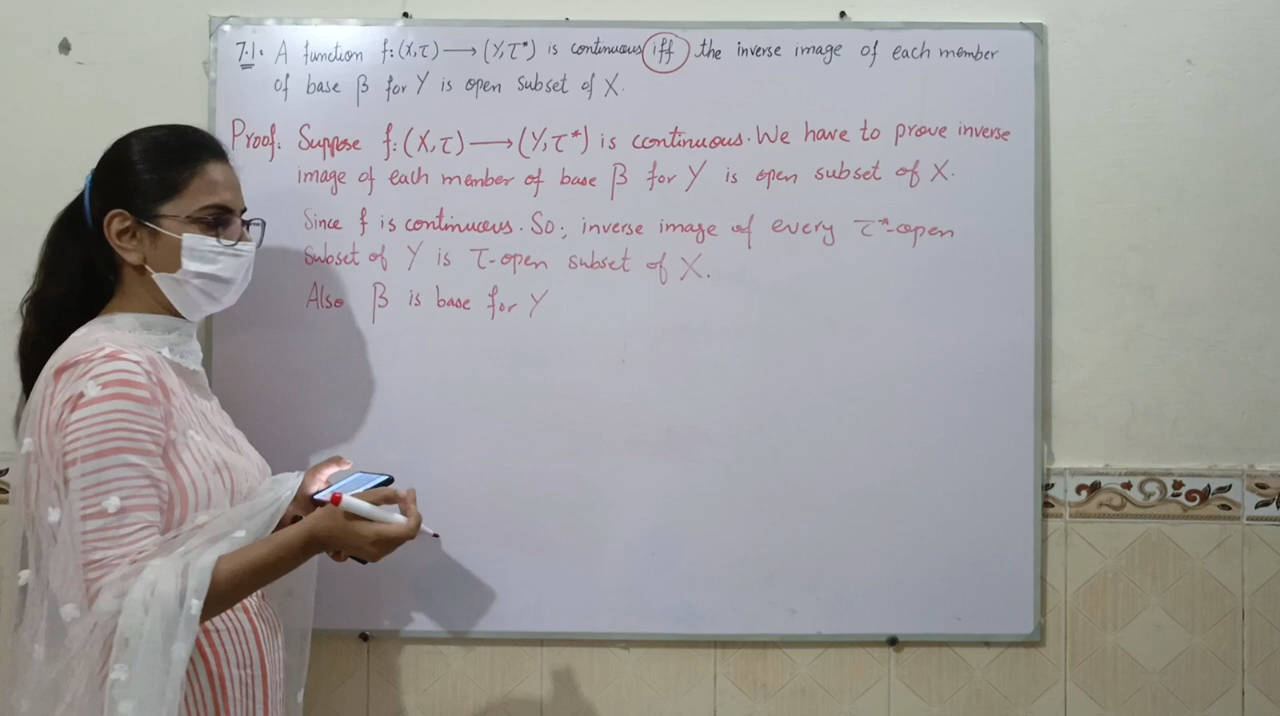 7.1: A function f: (X,τ) ⟶ (Y,τ*) is continuous iff the inverse image of each member
of base β for Y is open subset of X.
Proof: Suppose f: (X,τ) ⟶ (Y,τ*) is continuous. We have to prove inverse
image of each member of base β for Y is open subset of X.
Since f is continuous. So; inverse image of every τ*-open
subset of Y is τ-open subset of X.
Also β is base for Y